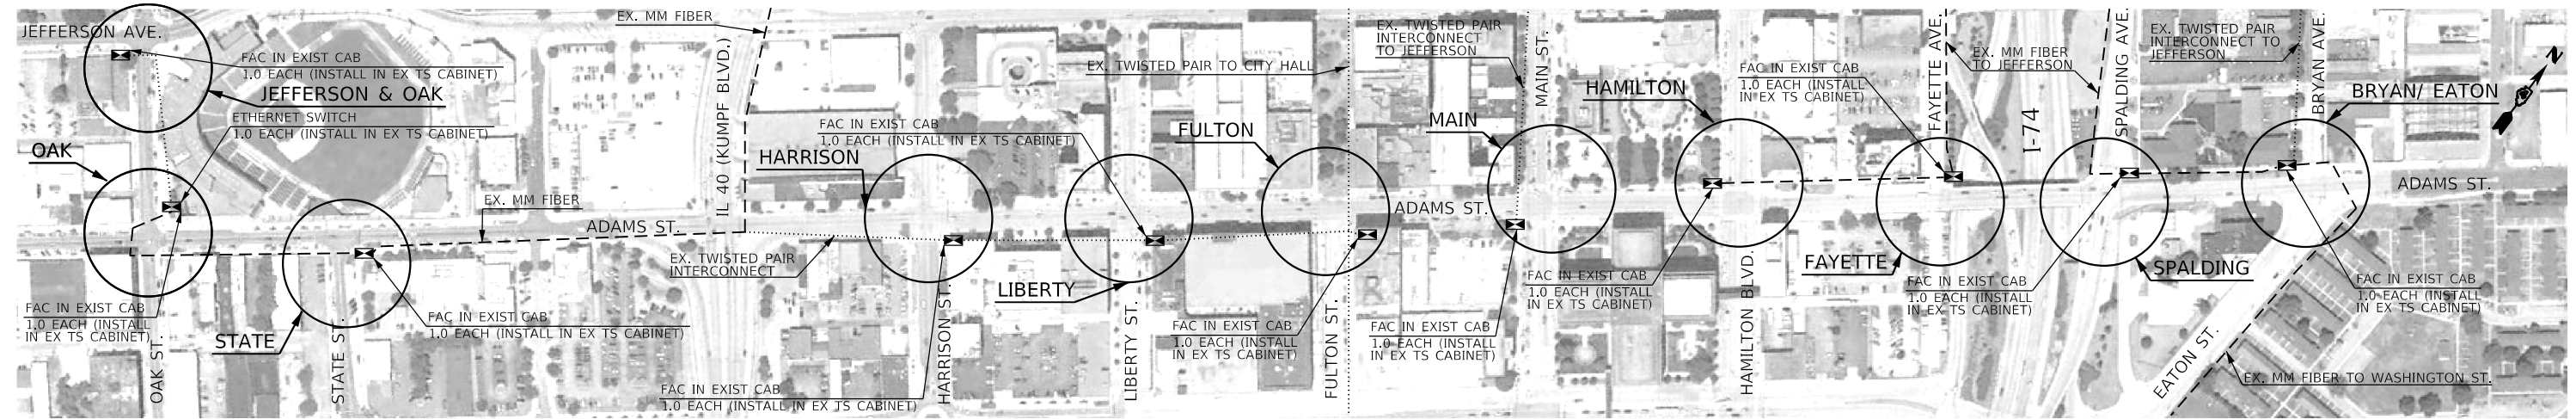 JEFFERSON AVE.
FAC IN EXIST CAB
1.0 EACH (INSTALL IN EX TS CABINET)
JEFFERSON & OAK
ETHERNET SWITCH
1.0 EACH (INSTALL IN EX TS CABINET)
OAK
FAC IN EXIST CAB
1.0 EACH (INSTALL
IN EX TS CABINET)
OAK ST.
STATE
STATE ST.
FAC IN EXIST CAB
1.0 EACH (INSTALL IN EX TS CABINET)
EX. MM FIBER
ADAMS ST.
EX. MM FIBER
IL 40 (KUMPF BLVD.)
EX. TWISTED PAIR
INTERCONNECT
HARRISON
FAC IN EXIST CAB
1.0 EACH (INSTALL IN EX TS CABINET)
HARRISON ST.
FAC IN EXIST CAB
1.0 EACH (INSTALL IN EX TS CABINET)
LIBERTY
LIBERTY ST.
EX. TWISTED PAIR TO CITY HALL
FULTON
FAC IN EXIST CAB
1.0 EACH (INSTALL
IN EX TS CABINET)
FULTON ST.
EX. TWISTED PAIR
INTERCONNECT
TO JEFFERSON
MAIN ST.
MAIN
ADAMS ST.
FAC IN EXIST CAB
1.0 EACH (INSTALL
IN EX TS CABINET)
HAMILTON
FAC IN EXIST CAB
1.0 EACH (INSTALL
IN EX TS CABINET)
HAMILTON BLVD.
FAC IN EXIST CAB
1.0 EACH (INSTALL
IN EX TS CABINET)
FAYETTE AVE.
FAYETTE
EX. MM FIBER
TO JEFFERSON
I-74
SPALDING AVE.
FAC IN EXIST CAB
1.0 EACH (INSTALL
IN EX TS CABINET)
SPALDING
EX. TWISTED PAIR
INTERCONNECT TO
JEFFERSON
BRYAN AVE.
BRYAN/ EATON
N
ADAMS ST.
FAC IN EXIST CAB
1.0 EACH (INSTALL
IN EX TS CABINET)
EATON ST.
EX. MM FIBER TO WASHINGTON ST.